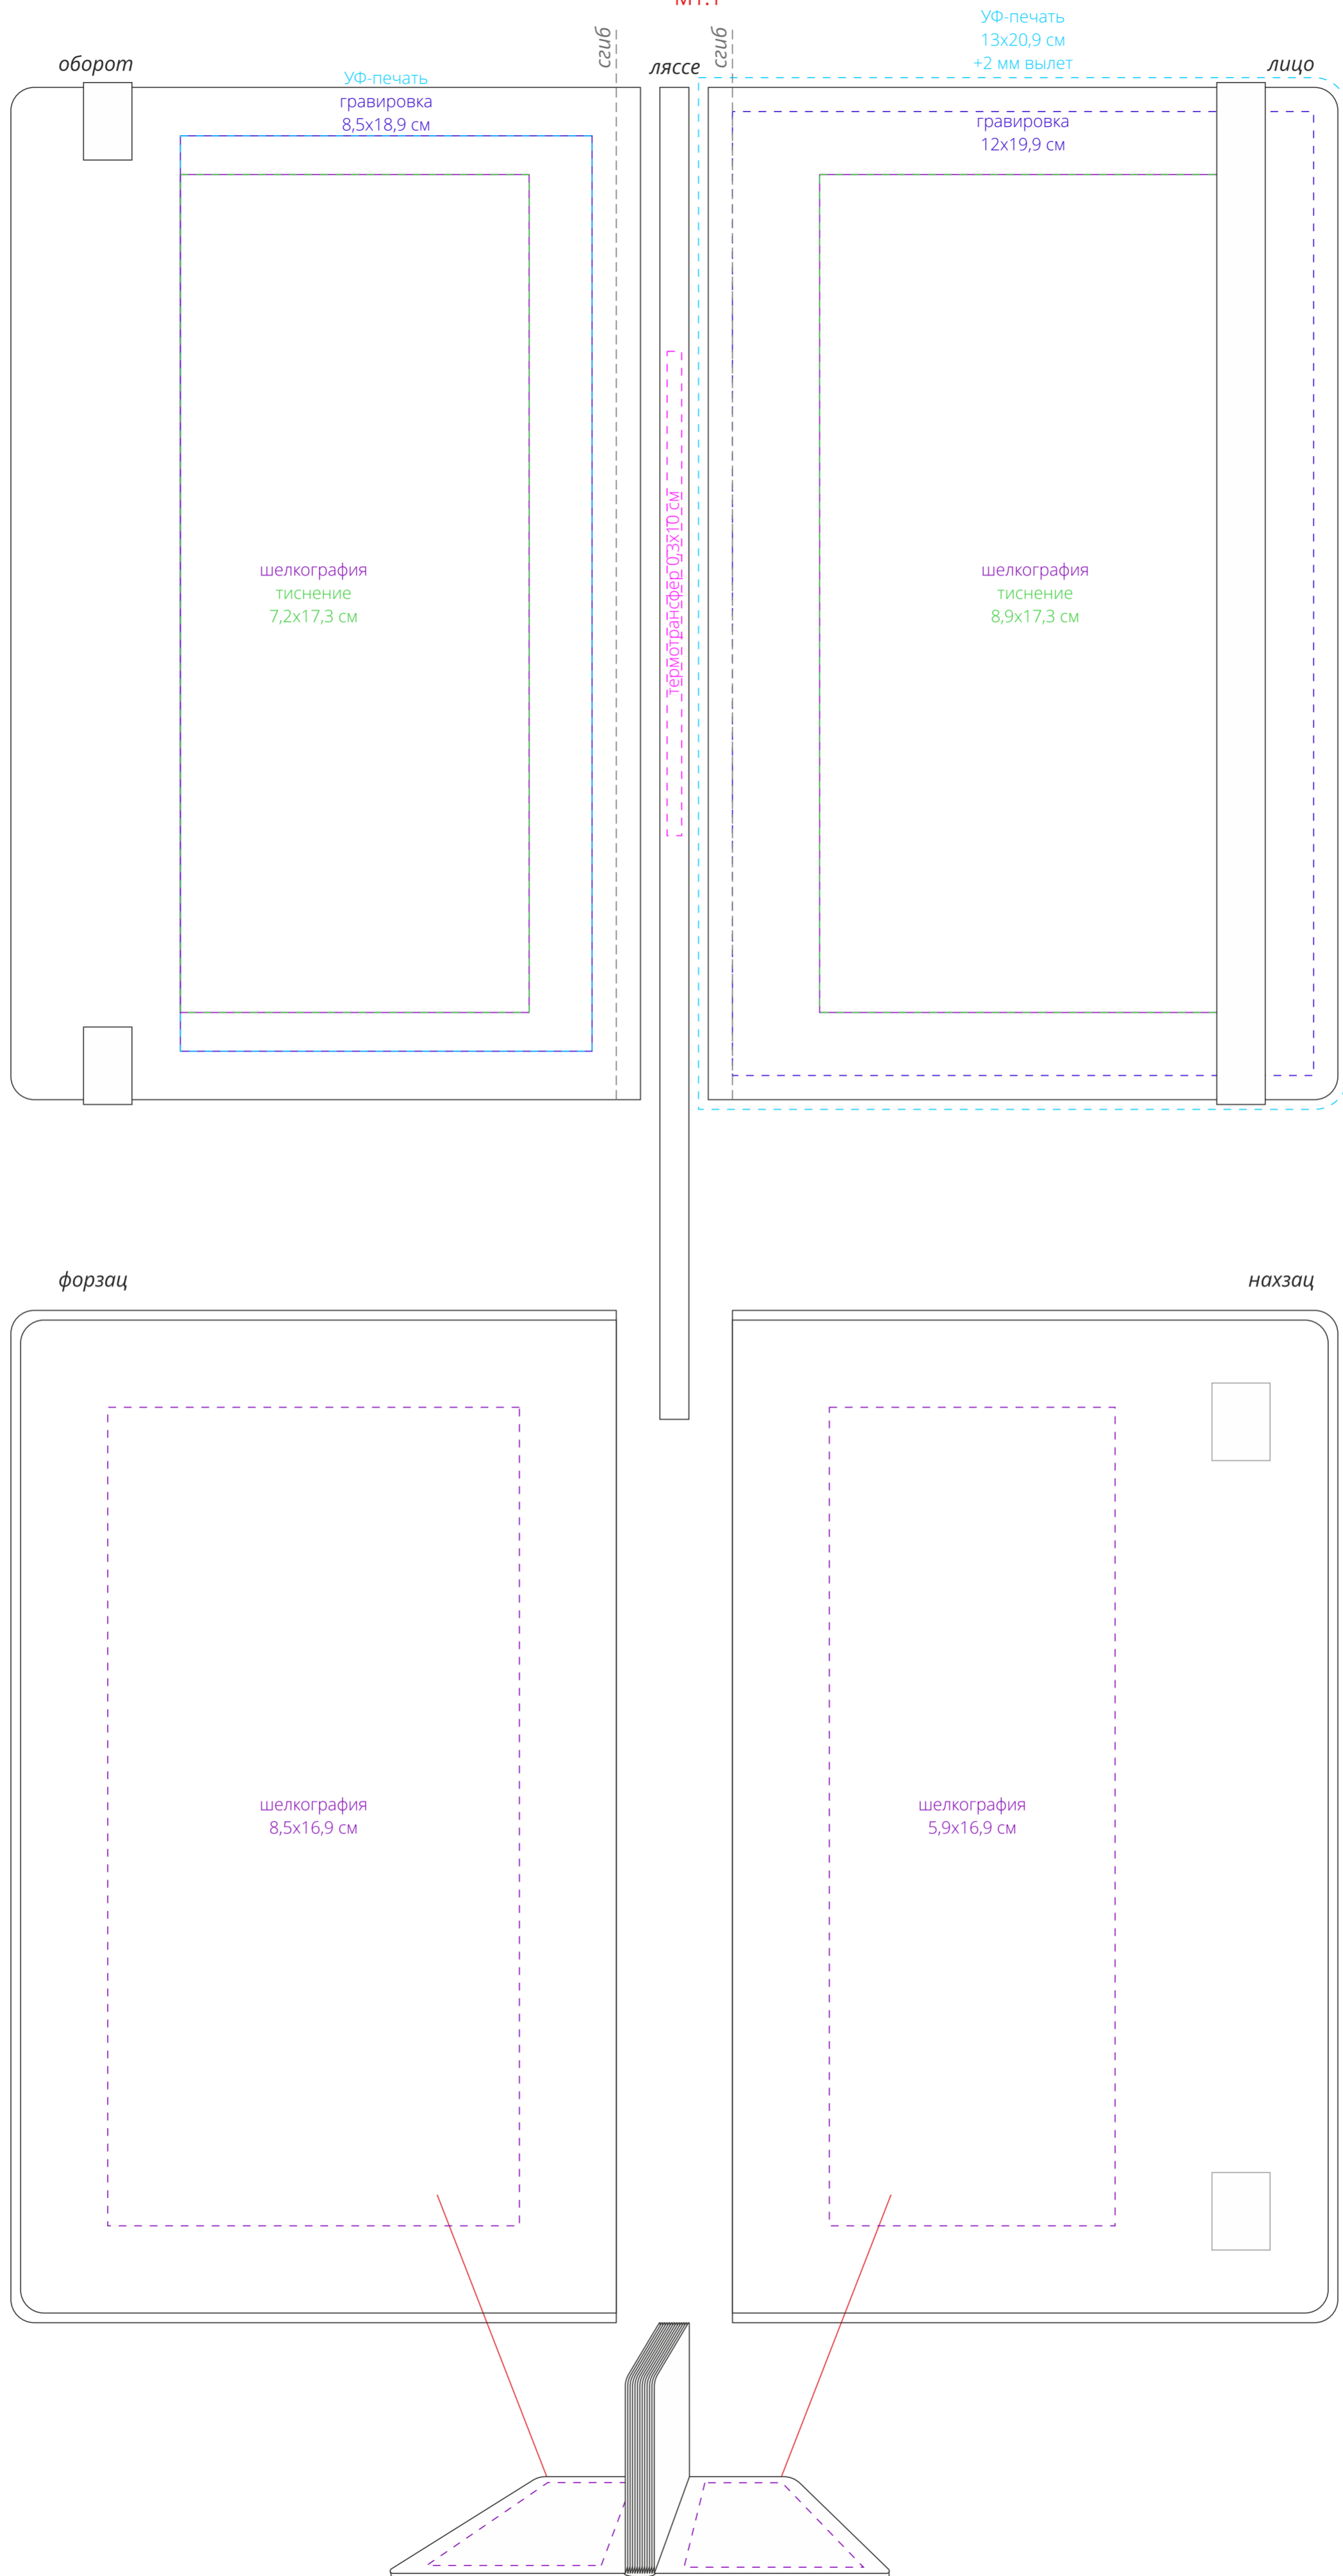 М1:1
сгиб
сгиб
УФ-печать
13х20,9 см
+2 мм вылет
оборот
ляссе
лицо
УФ-печать
гравировка
8,5х18,9 см
гравировка
12х19,9 см
термотрансфер 0,3х10 см
шелкография
тиснение
7,2х17,3 см
шелкография
тиснение
8,9х17,3 см
форзац
нахзац
шелкография
8,5х16,9 см
шелкография
5,9х16,9 см